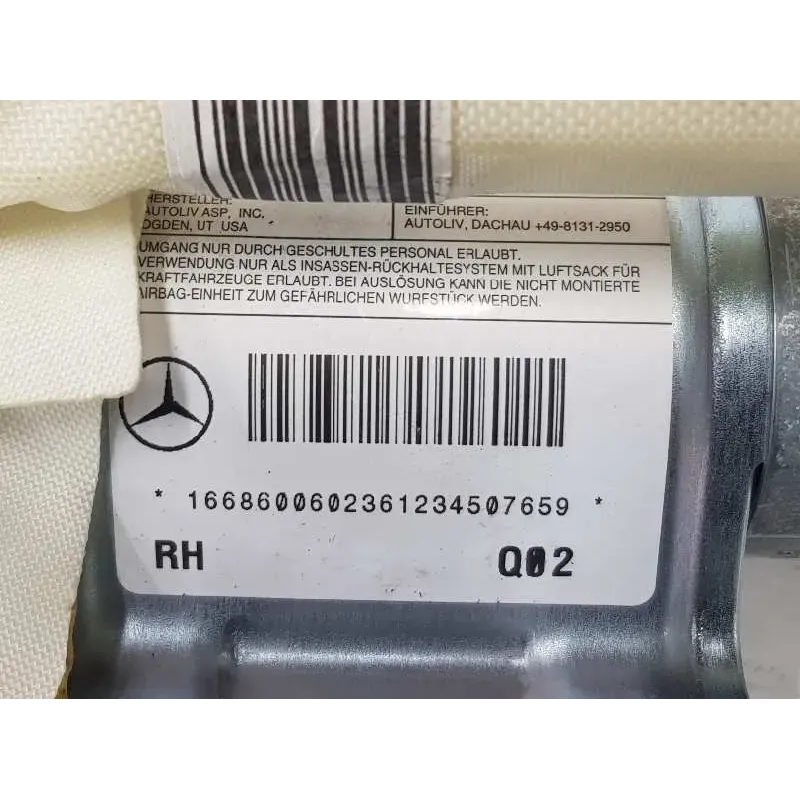 HERSTELLER:
AUTOLIV ASP, INC.
OGDEN, UT USA
EINFÜHRER:
AUTOLIV, DACHAU +49-8131-2950
UMGANG NUR DURCH GESCHULTES PERSONAL ERLAUBT.
VERWENDUNG NUR ALS INSASSEN-RÜCKHALTESYSTEM MIT LUFTSACK FÜR
KRAFTFAHRZEUGE ERLAUBT. BEI AUSLÖSUNG KANN DIE NICHT MONTIERTE
AIRBAG-EINHEIT ZUM GEFÄHRLICHEN WURFSTÜCK WERDEN.
* 1668600602361234507659 *
RH Q02